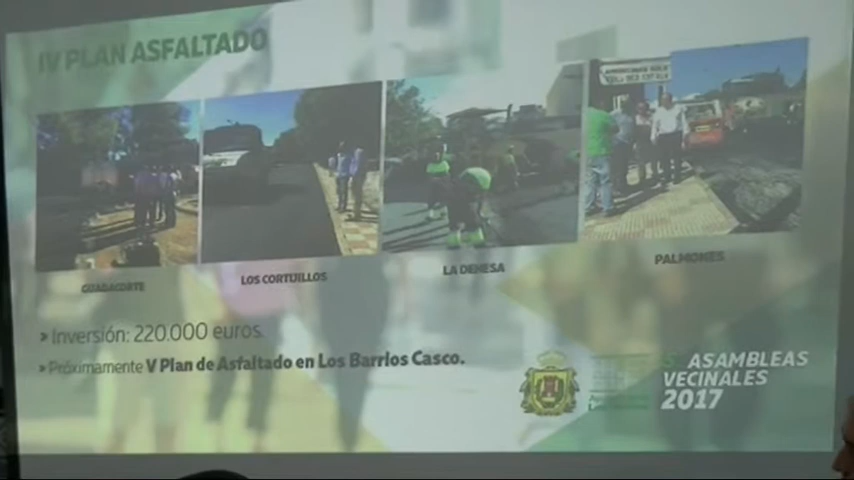 IV PLAN ASFALTADO
GUADACORTE
LOS CORTIJILLOS
LA DEHESA
PALMONES
» Inversión: 220.000 euros.
» Próximamente V Plan de Asfaltado en Los Barrios Casco.
ASAMBLEAS
VECINALES
2017